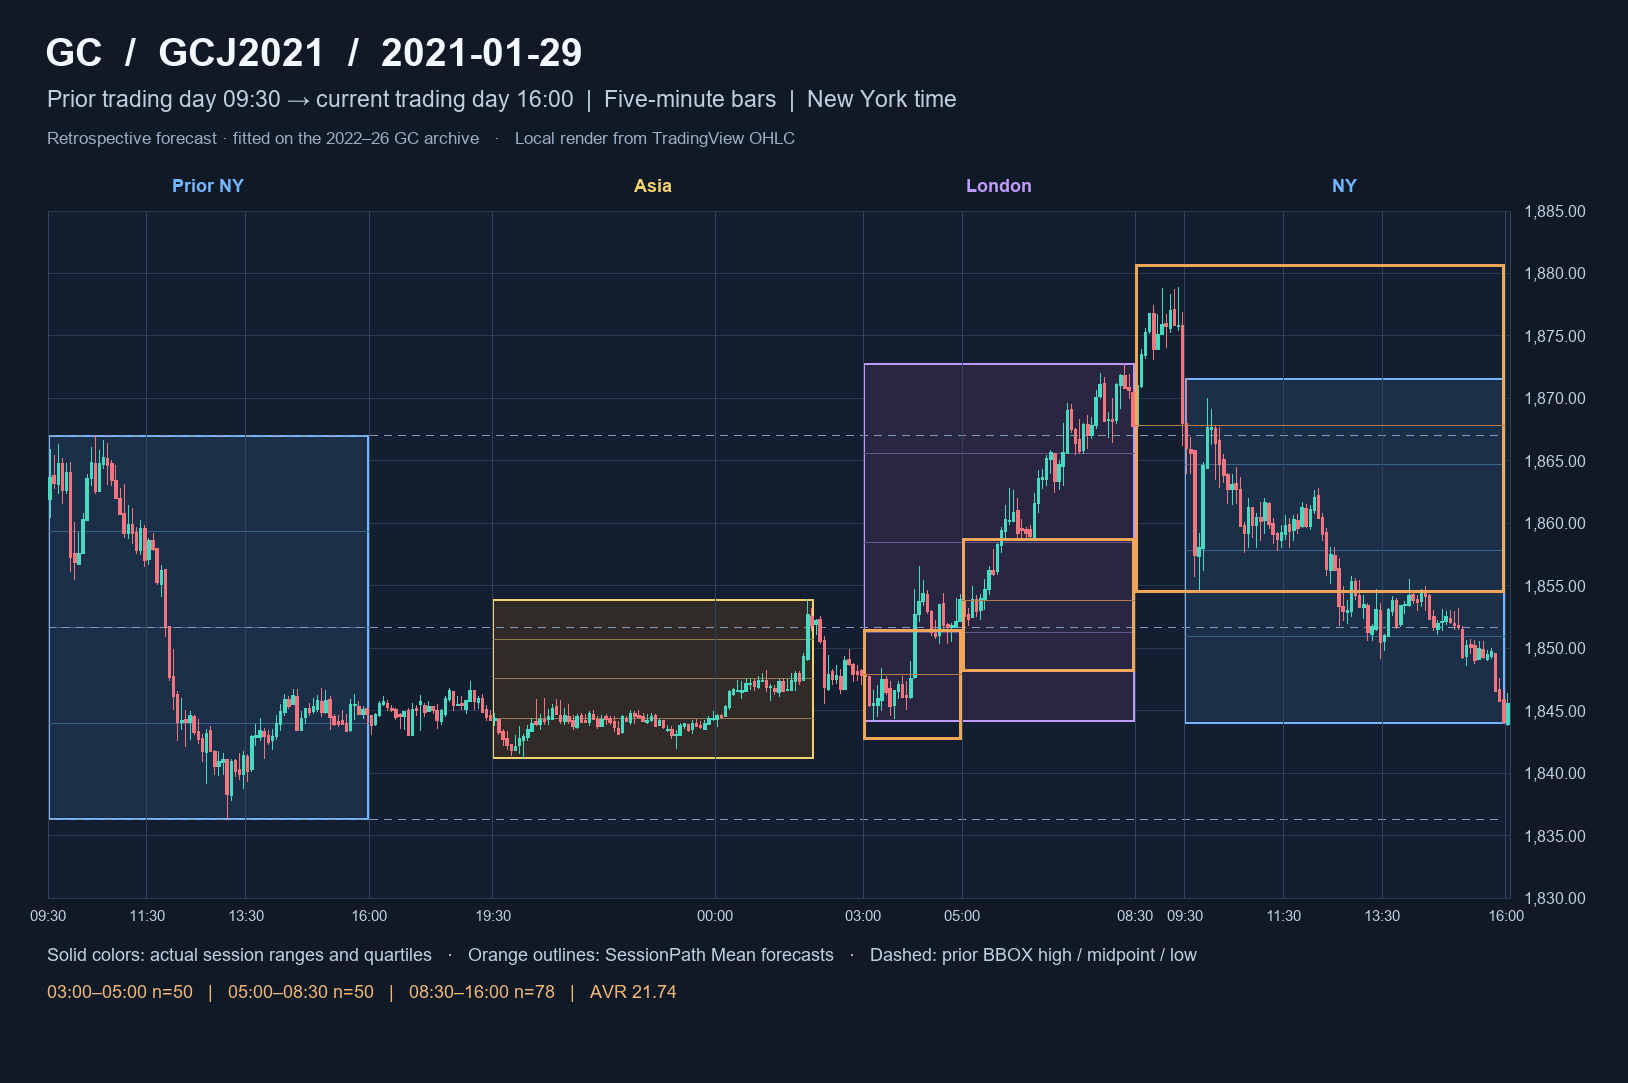 GC / GCJ2021 / 2021-01-29
Prior trading day 09:30 → current trading day 16:00 | Five-minute bars | New York time
Retrospective forecast · fitted on the 2022–26 GC archive · Local render from TradingView OHLC
Prior NY Asia London NY
1,885.00
1,880.00
1,875.00
1,870.00
1,865.00
1,860.00
1,855.00
1,850.00
1,845.00
1,840.00
1,835.00
1,830.00
09:30 11:30 13:30 16:00 19:30 00:00 03:00 05:00 08:30 09:30 11:30 13:30 16:00
Solid colors: actual session ranges and quartiles · Orange outlines: SessionPath Mean forecasts · Dashed: prior BBOX high / midpoint / low
03:00–05:00 n=50 | 05:00–08:30 n=50 | 08:30–16:00 n=78 | AVR 21.74